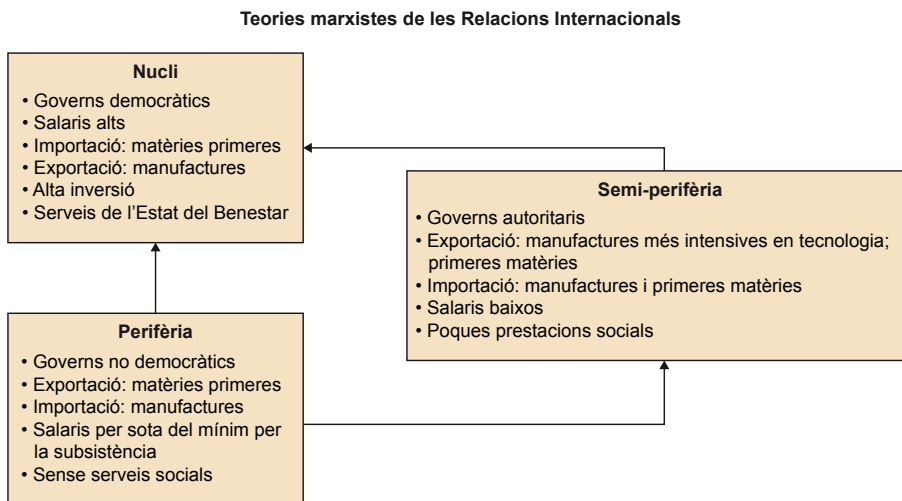 Teories marxistes de les Relacions Internacionals
Nucli
• Governs democràtics
• Salaris alts
• Importació: matèries primeres
• Exportació: manufactures
• Alta inversió
• Serveis de l’Estat del Benestar
Semi-perifèria
• Governs autoritaris
• Exportació: manufactures més intensives en tecnologia;
primeres matèries
• Importació: manufactures i primeres matèries
• Salaris baixos
• Poques prestacions socials
Perifèria
• Governs no democràtics
• Exportació: matèries primeres
• Importació: manufactures
• Salaris per sota del mínim per
la subsistència
• Sense serveis socials